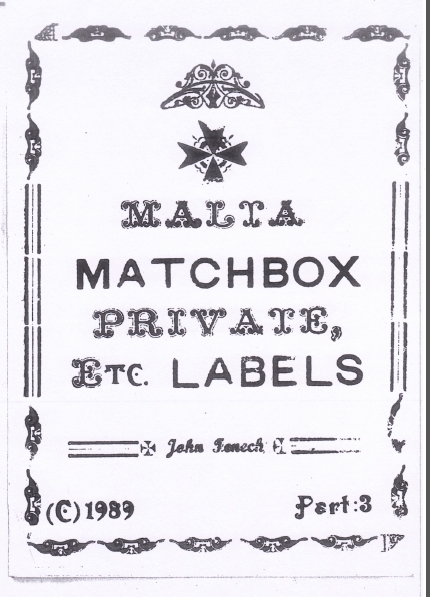 MALTA
MATCHBOX
PRIVATE,
ETC. LABELS
John Fenech
(C) 1989 Part:3